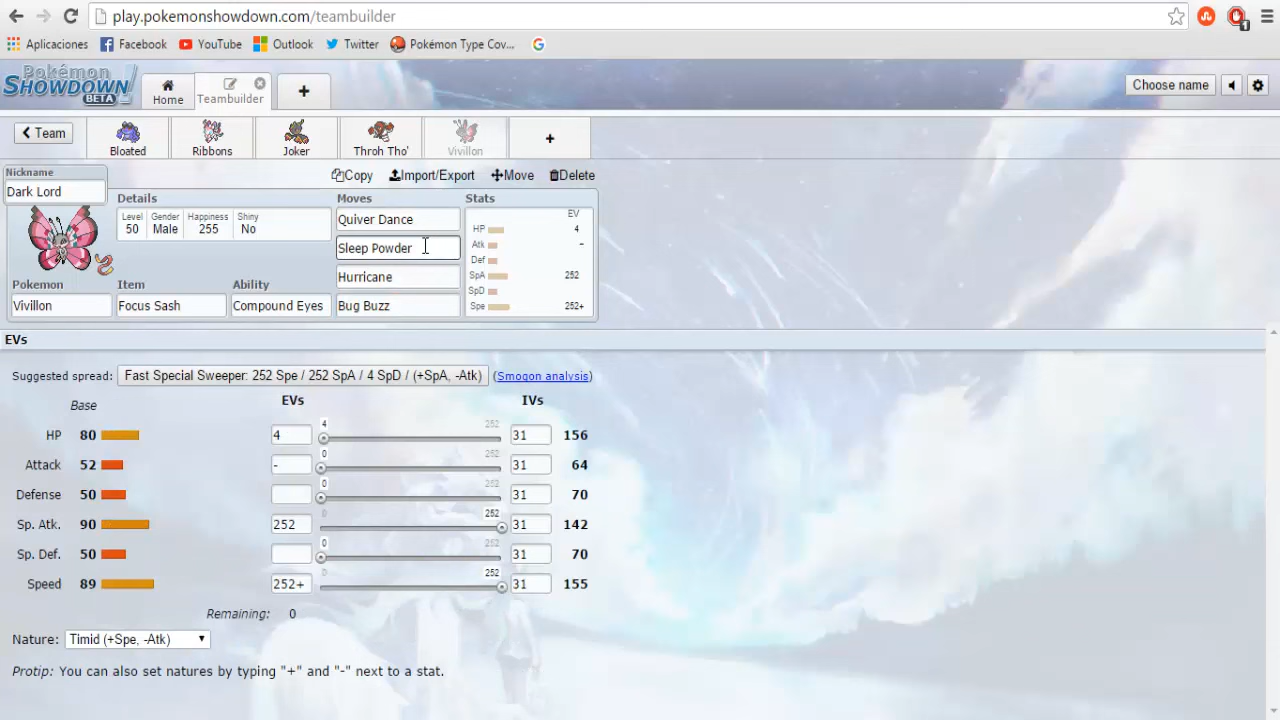 play.pokemonshowdown.com/teambuilder
Aplicaciones Facebook YouTube Outlook Twitter Pokémon Type Cov... G
Pokémon
SHOWDOWN!
BETA
Home Teambuilder +
Choose name
< Team Bloated Ribbons Joker Throh Tho' Vivillon +
Nickname
Dark Lord
Copy Import/Export Move Delete
Details Moves Stats
Level Gender Happiness Shiny
50 Male 255 No
Quiver Dance
Sleep Powder
Hurricane
Bug Buzz
EV
HP 4
Atk -
Def
SpA 252
SpD
Spe 252+
Pokemon Item Ability
Vivillon Focus Sash Compound Eyes
EVs
Suggested spread: Fast Special Sweeper: 252 Spe / 252 SpA / 4 SpD / (+SpA, -Atk) (Smogon analysis)
Base EVs IVs
HP 80 4 4 252 31 156
Attack 52 - 0 252 31 64
Defense 50 0 252 31 70
Sp. Atk. 90 252 0 252 31 142
Sp. Def. 50 0 252 31 70
Speed 89 252+ 0 252 31 155
Remaining: 0
Nature: Timid (+Spe, -Atk)
Protip: You can also set natures by typing "+" and "-" next to a stat.